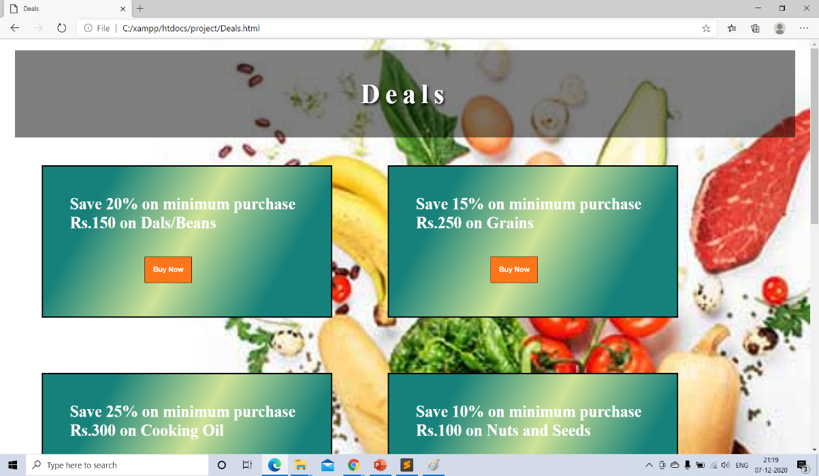 Deals
File
C:/xampp/htdocs/project/Deals.html
Deals
Save 20% on minimum purchase
Rs.150 on Dals/Beans
Buy Now
Save 15% on minimum purchase
Rs.250 on Grains
Buy Now
Save 25% on minimum purchase
Rs.300 on Cooking Oil
Save 10% on minimum purchase
Rs.100 on Nuts and Seeds
Type here to search
ENG
21:19
07-12-2020
3